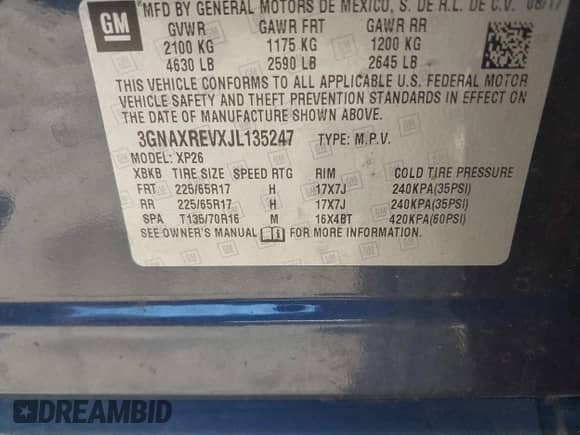 GM
*MFD BY GENERAL MOTORS DE MEXICO, S. DE R.L. DE C.V. 08/17
GVWR GAWR FRT GAWR RR
2100 KG 1175 KG 1200 KG
4630 LB 2590 LB 2645 LB
THIS VEHICLE CONFORMS TO ALL APPLICABLE U.S. FEDERAL MOTOR
VEHICLE SAFETY AND THEFT PREVENTION STANDARDS IN EFFECT ON
THE DATE OF MANUFACTURE SHOWN ABOVE.
3GNAXREVXJL135247 TYPE: M.P.V.
MODEL: XP26
XBKB TIRE SIZE SPEED RTG RIM COLD TIRE PRESSURE
FRT 225/65R17 H 17X7J 240KPA(35PSI)
RR 225/65R17 H 17X7J 240KPA(35PSI)
SPA T135/70R16 M 16X4BT 420KPA(60PSI)
SEE OWNER'S MANUAL FOR MORE INFORMATION.
DREAMBID